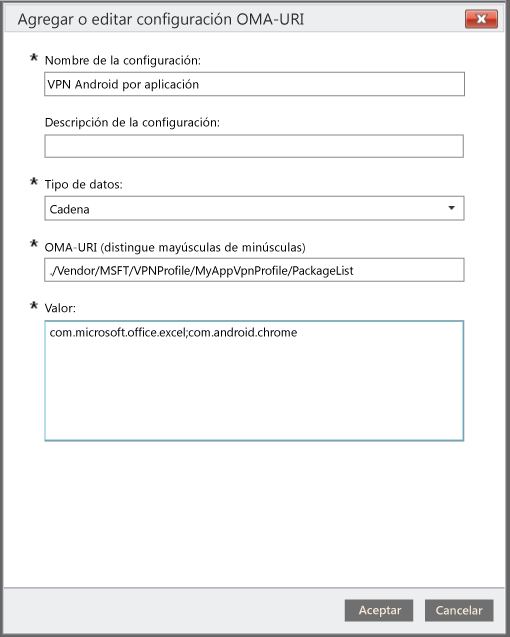 Agregar o editar configuración OMA-URI
* Nombre de la configuración:
VPN Android por aplicación
Descripción de la configuración:
* Tipo de datos:
Cadena
* OMA-URI (distingue mayúsculas de minúsculas)
./Vendor/MSFT/VPNProfile/MyAppVpnProfile/PackageList
* Valor:
com.microsoft.office.excel;com.android.chrome
Aceptar Cancelar